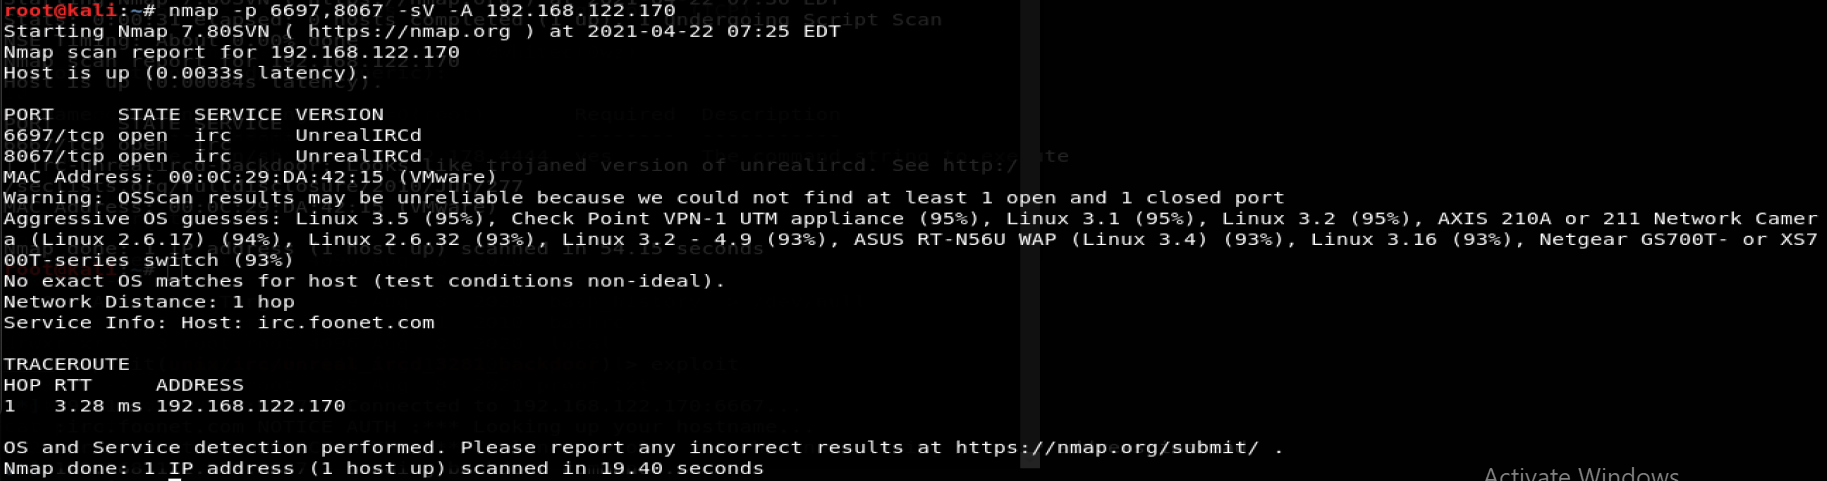 root@kali:~# nmap -p 6697,8067 -sV -A 192.168.122.170
Starting Nmap 7.80SVN ( https://nmap.org ) at 2021-04-22 07:25 EDT
Nmap scan report for 192.168.122.170
Host is up (0.0033s latency).
PORT     STATE SERVICE VERSION
6697/tcp open  irc     UnrealIRCd
8067/tcp open  irc     UnrealIRCd
MAC Address: 00:0C:29:DA:42:15 (VMware)
Warning: OSScan results may be unreliable because we could not find at least 1 open and 1 closed port
Aggressive OS guesses: Linux 3.5 (95%), Check Point VPN-1 UTM appliance (95%), Linux 3.1 (95%), Linux 3.2 (95%), AXIS 210A or 211 Network Camer
a (Linux 2.6.17) (94%), Linux 2.6.32 (93%), Linux 3.2 - 4.9 (93%), ASUS RT-N56U WAP (Linux 3.4) (93%), Linux 3.16 (93%), Netgear GS700T- or XS7
00T-series switch (93%)
No exact OS matches for host (test conditions non-ideal).
Network Distance: 1 hop
Service Info: Host: irc.foonet.com
TRACEROUTE
HOP RTT     ADDRESS
1   3.28 ms 192.168.122.170
OS and Service detection performed. Please report any incorrect results at https://nmap.org/submit/ .
Nmap done: 1 IP address (1 host up) scanned in 19.40 seconds
Activate Windows